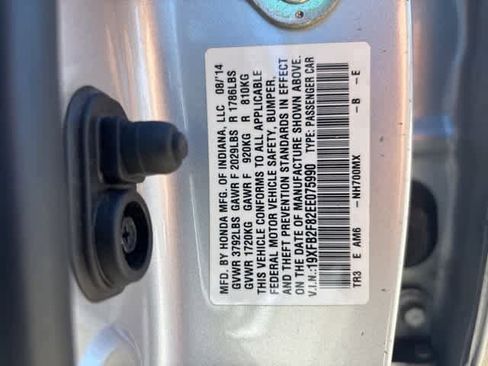 MFD. BY HONDA MFG. OF INDIANA, LLC 08/'14
GVWR 3792LBS GAWR F 2029LBS R 1786LBS
GVWR 1720KG GAWR F 920KG R 810KG
THIS VEHICLE CONFORMS TO ALL APPLICABLE
FEDERAL MOTOR VEHICLE SAFETY, BUMPER,
AND THEFT PREVENTION STANDARDS IN EFFECT
ON THE DATE OF MANUFACTURE SHOWN ABOVE.
V.I.N.: 19XFB2F82EE075990 TYPE: PASSENGER CAR
TR3 E AM6 - NH700MX - B - E